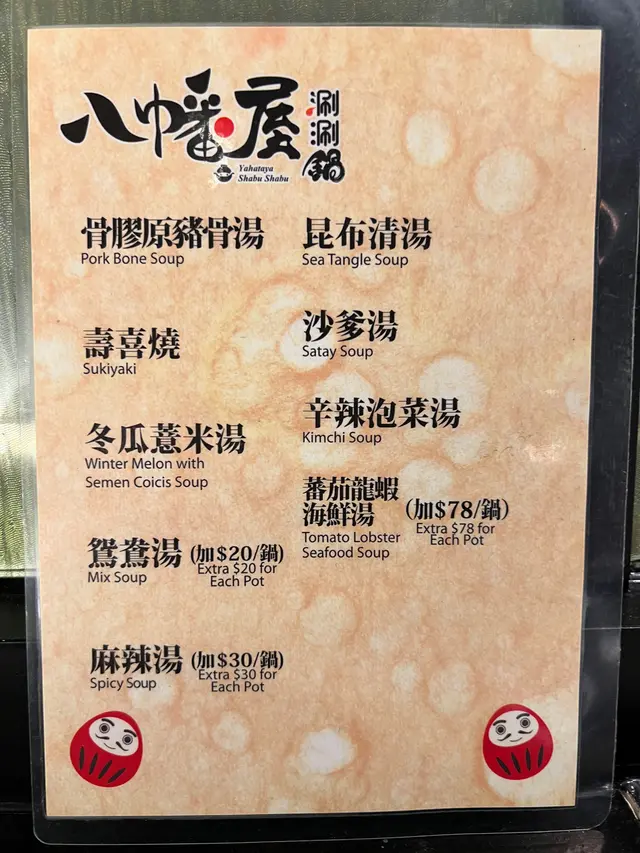 八幡屋
涮涮鍋
Yahataya
Shabu Shabu
骨膠原豬骨湯
Pork Bone Soup
壽喜燒
Sukiyaki
冬瓜薏米湯
Winter Melon with
Semen Coicis Soup
鴛鴦湯 (加$20/鍋)
Mix Soup
Extra $20 for
Each Pot
麻辣湯 (加$30/鍋)
Spicy Soup
Extra $30 for
Each Pot
昆布清湯
Sea Tangle Soup
沙爹湯
Satay Soup
辛辣泡菜湯
Kimchi Soup
蕃茄龍蝦
海鮮湯
(加$78/鍋)
Tomato Lobster
Seafood Soup
Extra $78 for
Each Pot